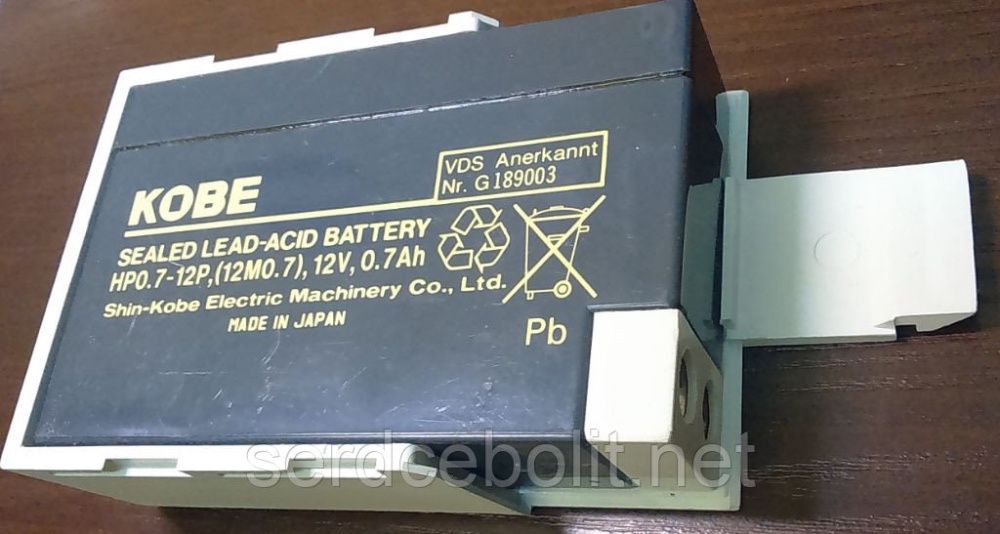 VDS Anerkannt
Nr. G189003
KOBE
SEALED LEAD-ACID BATTERY
HP0.7-12P,(12M0.7), 12V, 0.7Ah
Shin-Kobe Electric Machinery Co., Ltd.
MADE IN JAPAN
Pb
serdcebolit.net